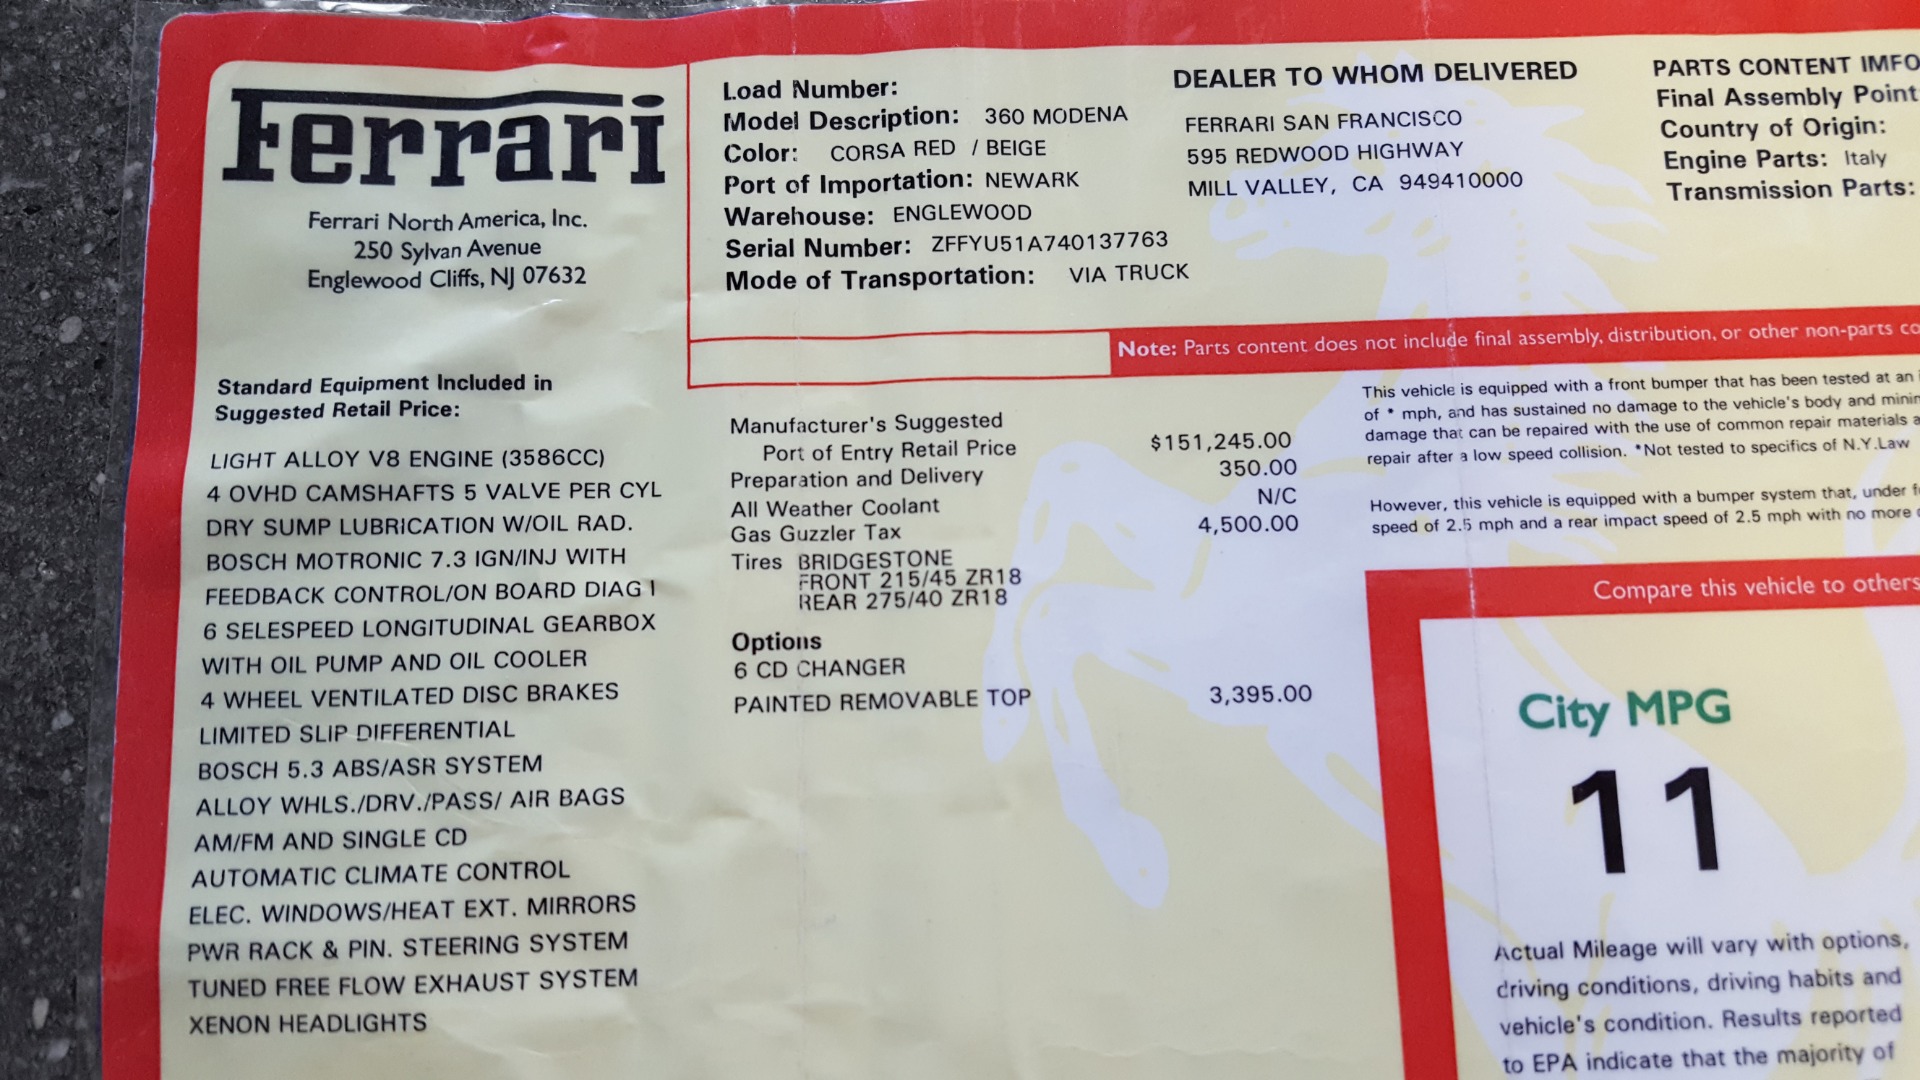 Ferrari
Ferrari North America, Inc.
250 Sylvan Avenue
Englewood Cliffs, NJ 07632
Standard Equipment Included in
Suggested Retail Price:
LIGHT ALLOY V8 ENGINE (3586CC)
4 OVHD CAMSHAFTS 5 VALVE PER CYL
DRY SUMP LUBRICATION W/OIL RAD.
BOSCH MOTRONIC 7.3 IGN/INJ WITH
FEEDBACK CONTROL/ON BOARD DIAG I
6 SELESPEED LONGITUDINAL GEARBOX
WITH OIL PUMP AND OIL COOLER
4 WHEEL VENTILATED DISC BRAKES
LIMITED SLIP DIFFERENTIAL
BOSCH 5.3 ABS/ASR SYSTEM
ALLOY WHLS./DRV./PASS/ AIR BAGS
AM/FM AND SINGLE CD
AUTOMATIC CLIMATE CONTROL
ELEC. WINDOWS/HEAT EXT. MIRRORS
PWR RACK & PIN. STEERING SYSTEM
TUNED FREE FLOW EXHAUST SYSTEM
XENON HEADLIGHTS
Load Number:
Model Description: 360 MODENA
Color: CORSA RED / BEIGE
Port of Importation: NEWARK
Warehouse: ENGLEWOOD
Serial Number: ZFFYU51A740137763
Mode of Transportation: VIA TRUCK
DEALER TO WHOM DELIVERED
FERRARI SAN FRANCISCO
595 REDWOOD HIGHWAY
MILL VALLEY, CA 949410000
PARTS CONTENT IMFO
Final Assembly Point
Country of Origin:
Engine Parts: Italy
Transmission Parts:
Note: Parts content does not include final assembly, distribution, or other non-parts co
Manufacturer's Suggested
Port of Entry Retail Price $151,245.00
Preparation and Delivery 350.00
All Weather Coolant N/C
Gas Guzzler Tax 4,500.00
Tires BRIDGESTONE
FRONT 215/45 ZR18
REAR 275/40 ZR18
Options
6 CD CHANGER
PAINTED REMOVABLE TOP 3,395.00
This vehicle is equipped with a front bumper that has been tested at an
of * mph, and has sustained no damage to the vehicle's body and minim
damage that can be repaired with the use of common repair materials a
repair after a low speed collision. *Not tested to specifics of N.Y.Law
However, this vehicle is equipped with a bumper system that, under f
speed of 2.5 mph and a rear impact speed of 2.5 mph with no more
Compare this vehicle to others
City MPG
11
Actual Mileage will vary with options,
driving conditions, driving habits and
vehicle's condition. Results reported
to EPA indicate that the majority of